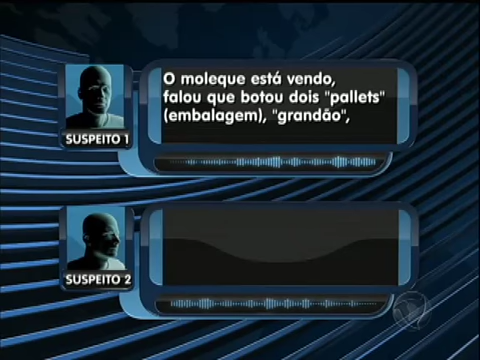 O moleque está vendo,
falou que botou dois "pallets"
(embalagem), "grandão",
SUSPEITO 1
SUSPEITO 2